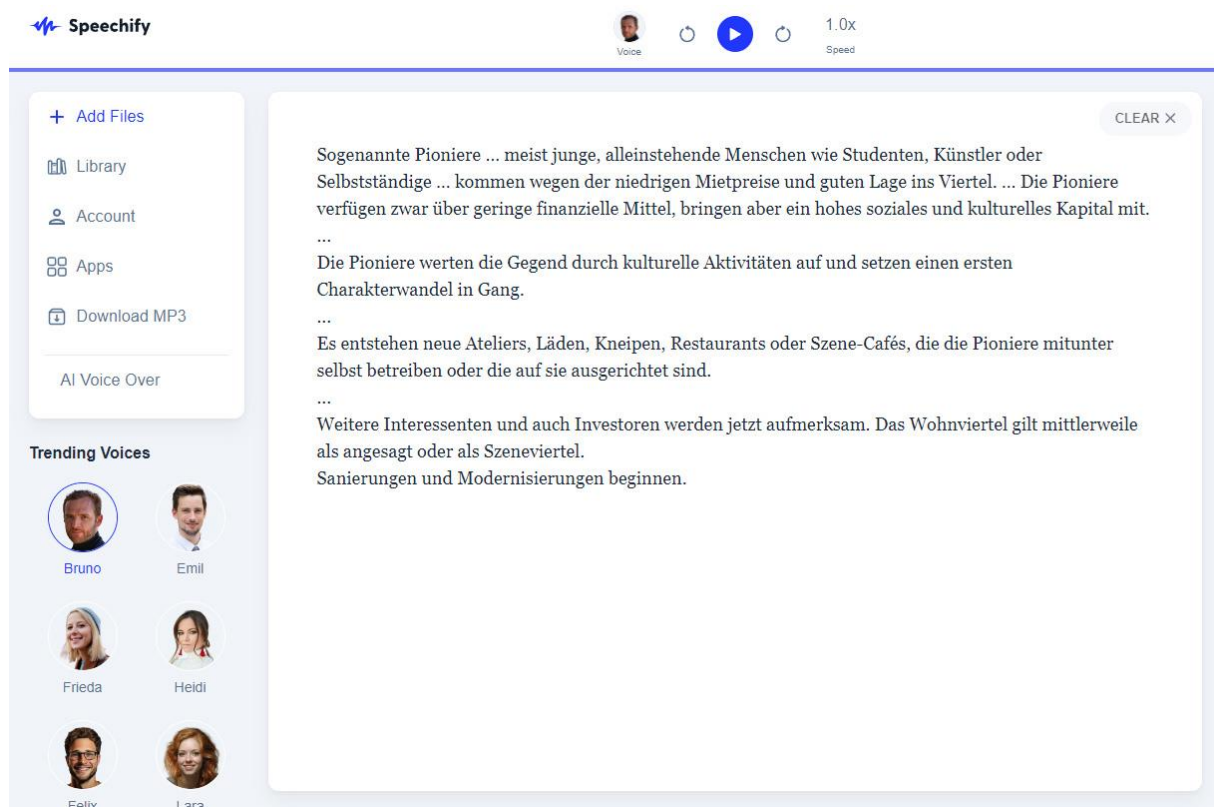 Speechify
1.0x
Voice
Speed
+ Add Files
Library
Account
Apps
Download MP3
AI Voice Over
Trending Voices
Bruno
Emil
Frieda
Heidi
Felix
Lara
CLEAR ×
Sogenannte Pioniere ... meist junge, alleinstehende Menschen wie Studenten, Künstler oder
Selbstständige ... kommen wegen der niedrigen Mietpreise und guten Lage ins Viertel. ... Die Pioniere
verfügen zwar über geringe finanzielle Mittel, bringen aber ein hohes soziales und kulturelles Kapital mit.
...
Die Pioniere werten die Gegend durch kulturelle Aktivitäten auf und setzen einen ersten
Charakterwandel in Gang.
...
Es entstehen neue Ateliers, Läden, Kneipen, Restaurants oder Szene-Cafés, die die Pioniere mitunter
selbst betreiben oder die auf sie ausgerichtet sind.
...
Weitere Interessenten und auch Investoren werden jetzt aufmerksam. Das Wohnviertel gilt mittlerweile
als angesagt oder als Szeneviertel.
Sanierungen und Modernisierungen beginnen.